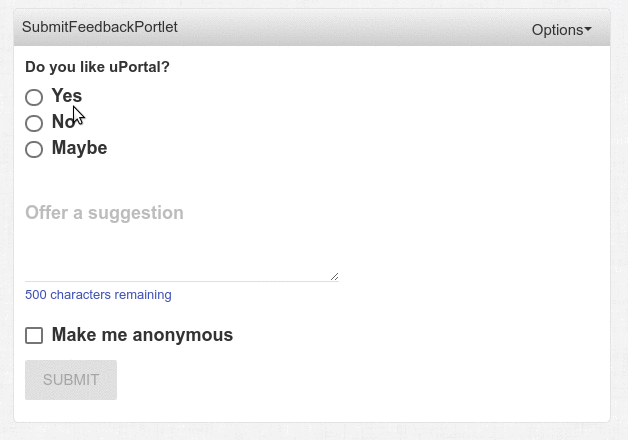 SubmitFeedbackPortlet
Options
Do you like uPortal?
Yes
No
Maybe
Offer a suggestion
500 characters remaining
Make me anonymous
SUBMIT